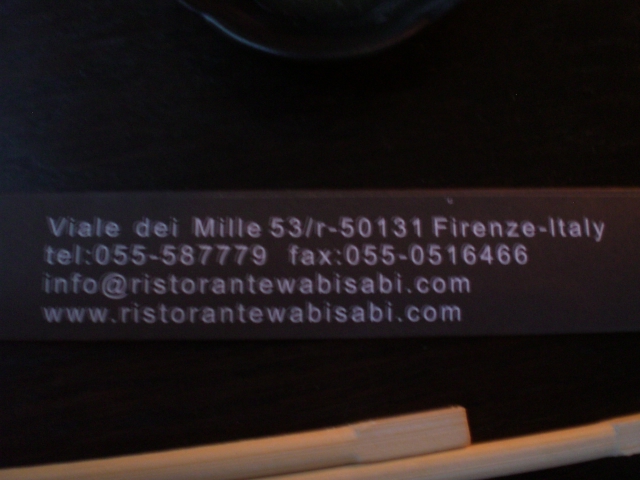 Viale dei Mille 53/r-50131 Firenze-Italy
tel:055-587779 fax:055-0516466
info@ristorantewabisabi.com
www.ristorantewabisabi.com